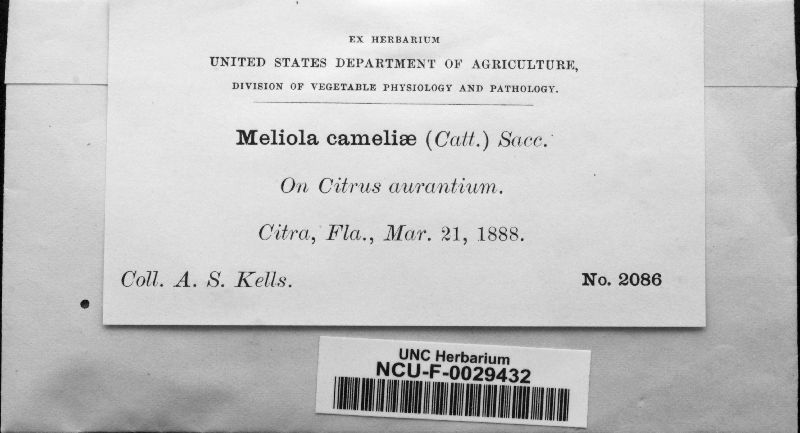 EX HERBARIUM
UNITED STATES DEPARTMENT OF AGRICULTURE,
DIVISION OF VEGETABLE PHYSIOLOGY AND PATHOLOGY.
Meliola cameliæ (Catt.) Sacc.
On Citrus aurantium.
Citra, Fla., Mar. 21, 1888.
Coll. A. S. Kells. No. 2086
UNC Herbarium
NCU-F-0029432